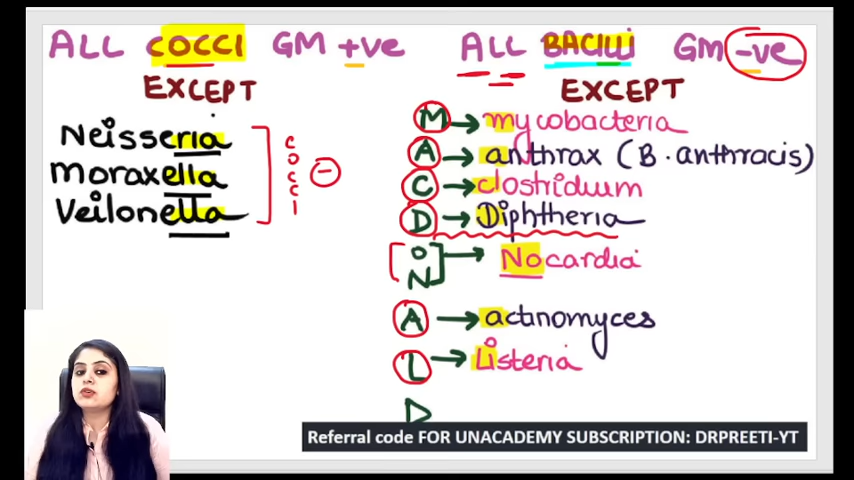 ALL COCCI GM +ve
EXCEPT
Neisseria
Moraxella
Veilonella
COCCI
-
ALL BACILLI GM -ve
EXCEPT
M → mycobacteria
A → anthrax (B. anthracis)
C → clostridium
D → Diphtheria
O
N → Nocardia
A → actinomyces
L → Listeria
D
Referral code FOR UNACADEMY SUBSCRIPTION: DRPREETI-YT